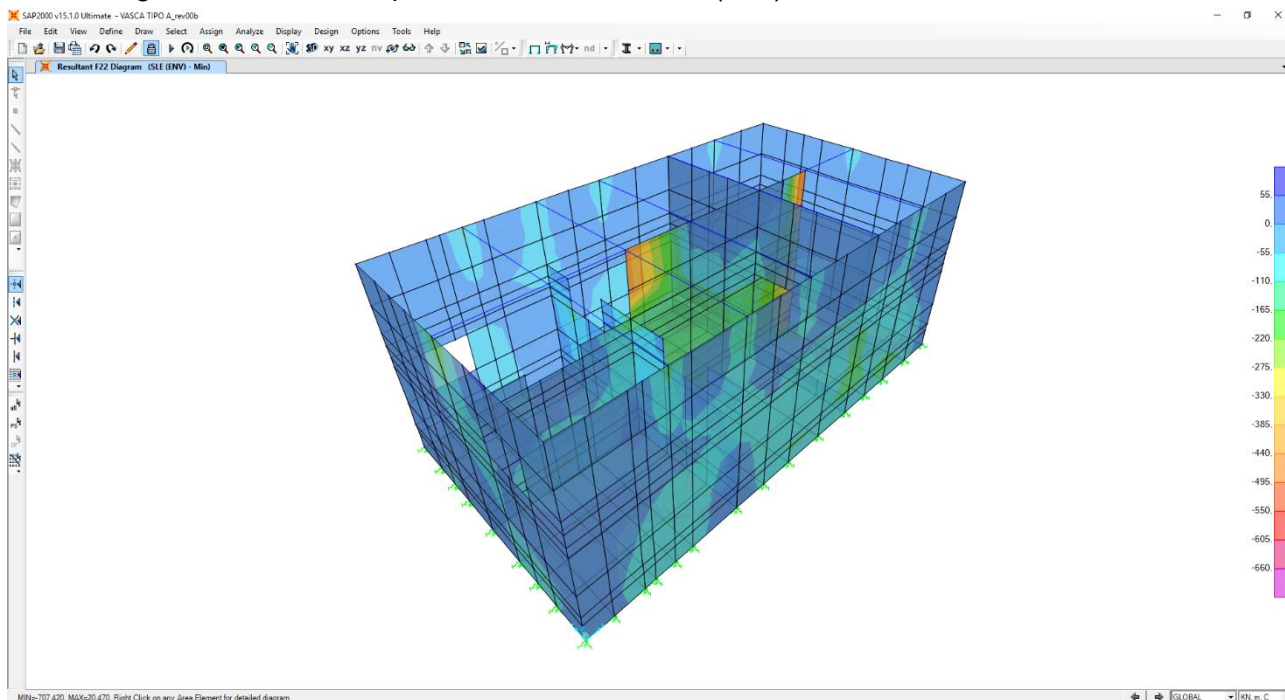 SAP2000 v15.1.0 Ultimate - VASCA TIPO A_rev00b
File Edit View Define Draw Select Assign Analyze Display Design Options Tools Help
xy xz yz nv nd
Resultant F22 Diagram (SLE (ENV) - Min)
55.
0.
-55.
-110.
-165.
-220.
-275.
-330.
-385.
-440.
-495.
-550.
-605.
-660.
MIN=-707.420, MAX=20.470, Right Click on any Area Element for detailed diagram
GLOBAL
KN, m, C